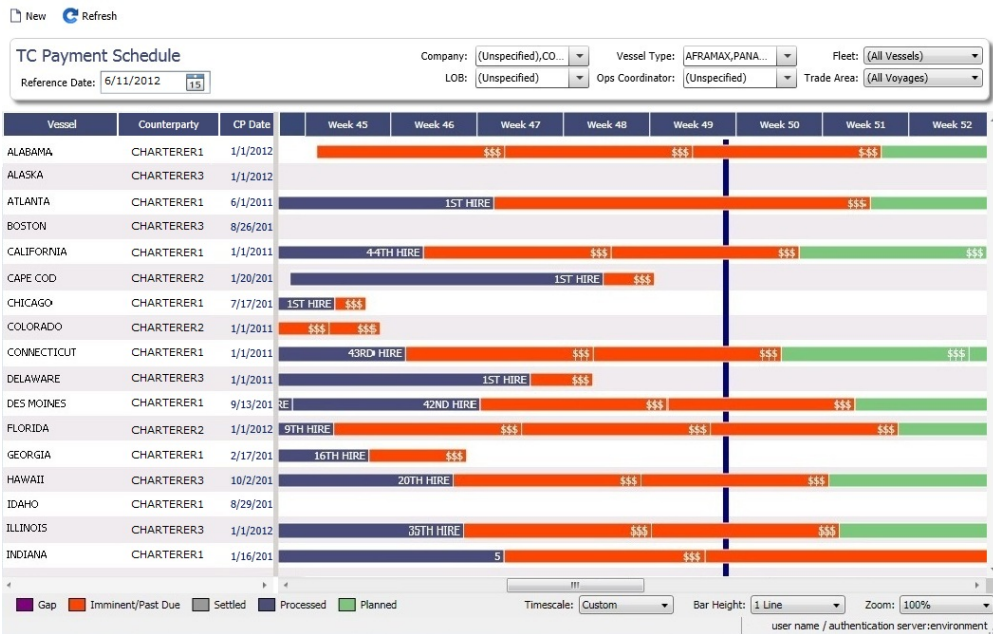 New Refresh
TC Payment Schedule
Company: (Unspecified),CO... Vessel Type: AFRAMAX,PANA... Fleet: (All Vessels)
Reference Date: 6/11/2012 15 LOB: (Unspecified) Ops Coordinator: (Unspecified) Trade Area: (All Voyages)
Vessel Counterparty CP Date Week 45 Week 46 Week 47 Week 48 Week 49 Week 50 Week 51 Week 52
ALABAMA CHARTERER1 1/1/2012 $$$ $$$ $$$
ALASKA CHARTERER3 1/1/2012
ATLANTA CHARTERER1 6/1/2011 1ST HIRE $$$
BOSTON CHARTERER3 8/26/201
CALIFORNIA CHARTERER1 1/1/2011 44TH HIRE $$$ $$$ $$$
CAPE COD CHARTERER2 1/20/201 1ST HIRE $$$
CHICAGO CHARTERER1 7/17/201 1ST HIRE $$$
COLORADO CHARTERER2 1/1/2011 $$$ $$$
CONNECTICUT CHARTERER1 1/1/2011 43RD HIRE $$$ $$$ $$$
DELAWARE CHARTERER3 1/1/2011 1ST HIRE $$$
DES MOINES CHARTERER1 9/13/201 RE 42ND HIRE $$$ $$$
FLORIDA CHARTERER2 1/1/2012 9TH HIRE $$$ $$$ $$$
GEORGIA CHARTERER1 2/17/201 16TH HIRE $$$
HAWAII CHARTERER3 10/2/201 20TH HIRE $$$ $$$
IDAHO CHARTERER1 8/29/201
ILLINOIS CHARTERER3 1/1/2012 35TH HIRE $$$ $$$
INDIANA CHARTERER1 1/16/201 5 $$$
Gap Imminent/Past Due Settled Processed Planned Timescale: Custom Bar Height: 1 Line Zoom: 100%
user name / authentication server:environment